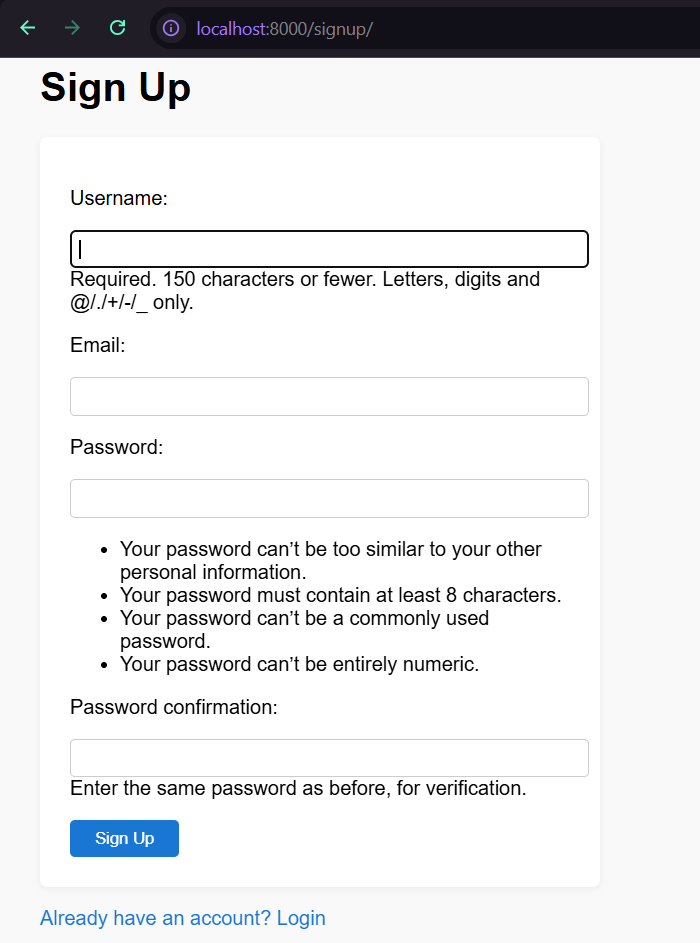 localhost:8000/signup/
Sign Up
Username:
Required. 150 characters or fewer. Letters, digits and
@/./+/-/_ only.
Email:
Password:
• Your password can’t be too similar to your other
personal information.
• Your password must contain at least 8 characters.
• Your password can’t be a commonly used
password.
• Your password can’t be entirely numeric.
Password confirmation:
Enter the same password as before, for verification.
Sign Up
Already have an account? Login